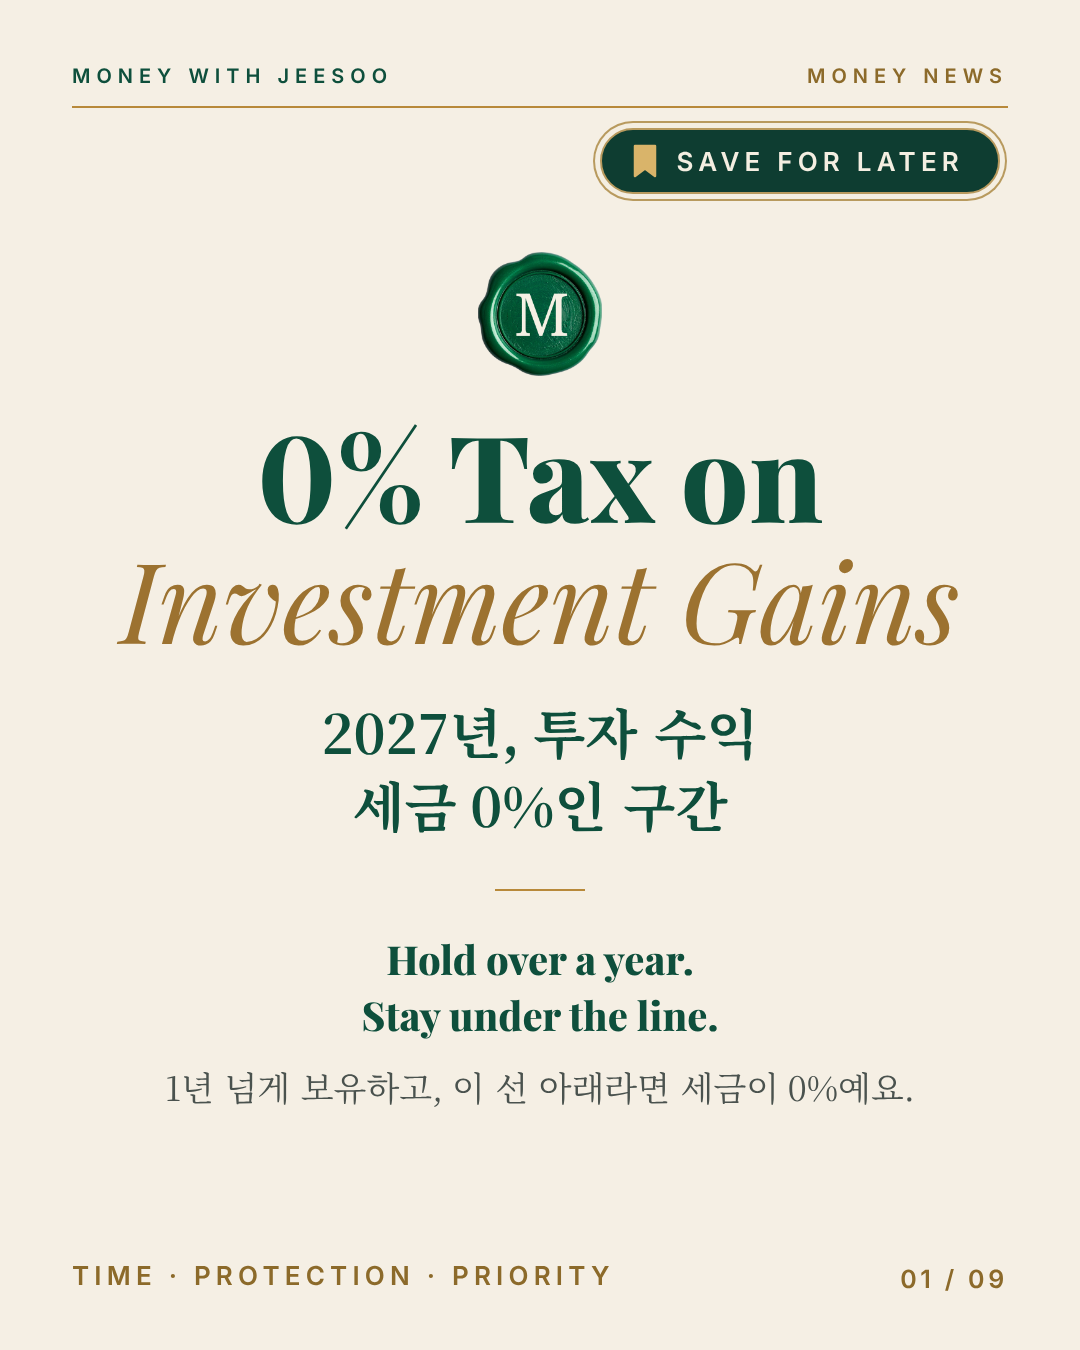 MONEY WITH JEESOO
MONEY NEWS
SAVE FOR LATER
M
0% Tax on
Investment Gains
2027년, 투자 수익
세금 0%인 구간
Hold over a year.
Stay under the line.
1년 넘게 보유하고, 이 선 아래라면 세금이 0%예요.
TIME · PROTECTION · PRIORITY
01 / 09